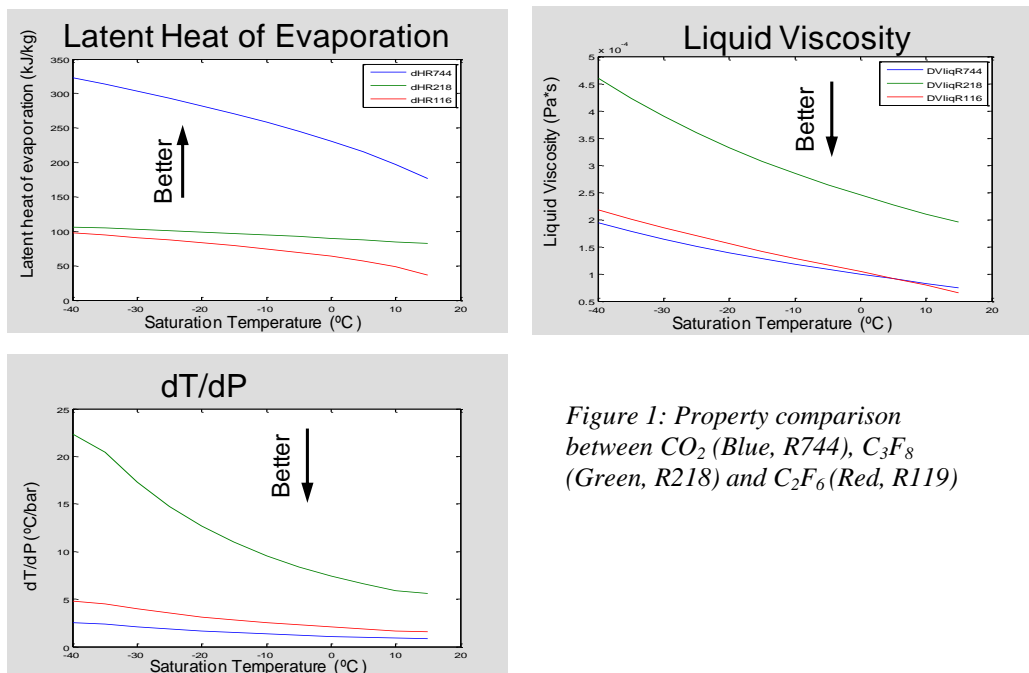 Latent Heat of Evaporation
Latent heat of evaporation (kJ/kg)
350
300
250
200
150
100
50
0
dHR744
dHR218
dHR116
Better
-40 -30 -20 -10 0 10 20
Saturation Temperature (ºC)
Liquid Viscosity
x 10⁻⁴
Liquid Viscosity (Pa*s)
5
4.5
4
3.5
3
2.5
2
1.5
1
0.5
DVliqR744
DVliqR218
DVliqR116
Better
-40 -30 -20 -10 0 10 20
Saturation Temperature (ºC)
dT/dP
dT/dP (ºC/bar)
25
20
15
10
5
0
Better
-40 -30 -20 -10 0 10 20
Saturation Temperature (ºC)
Figure 1: Property comparison
between CO₂ (Blue, R744), C₃F₈
(Green, R218) and C₂F₆ (Red, R119)